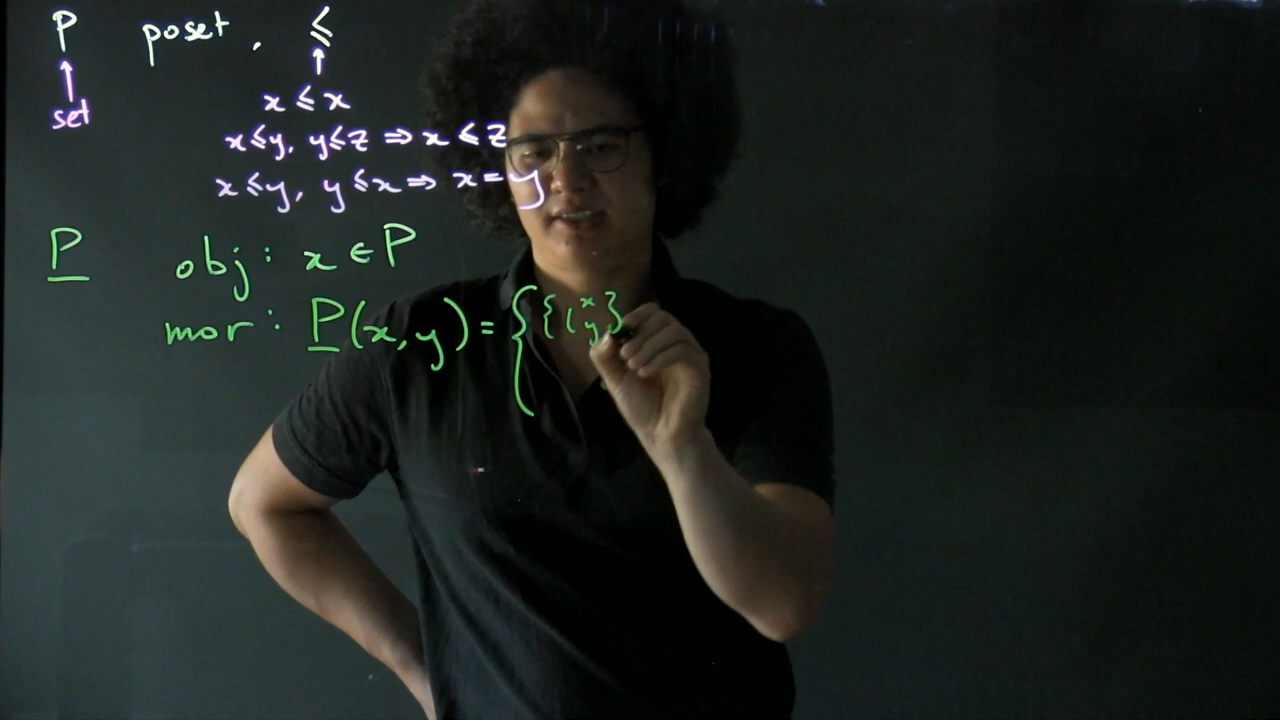 P poset, ≤
set
x ≤ x
x ≤ y, y ≤ z ⇒ x ≤ z
x ≤ y, y ≤ x ⇒ x = y
P obj: x ∈ P
mor: P(x, y) = { { ( x y }